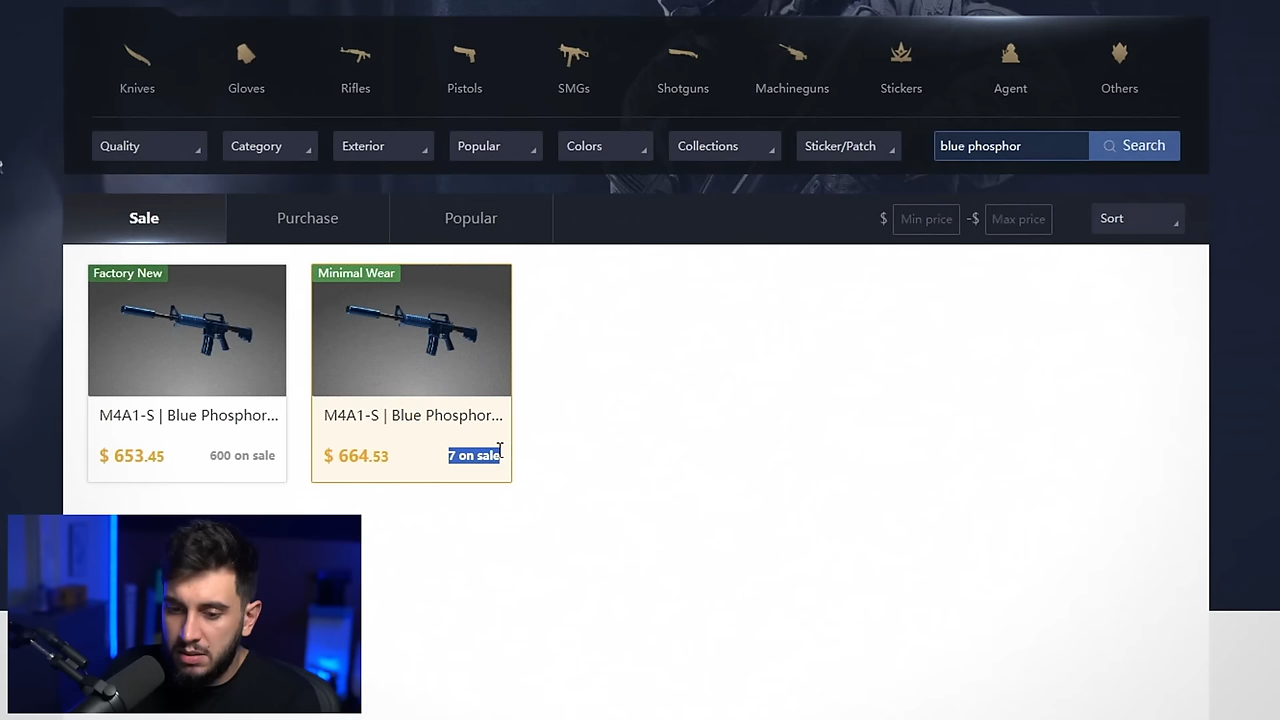 Knives Gloves Rifles Pistols SMGs Shotguns Machineguns Stickers Agent Others
Quality Category Exterior Popular Colors Collections Sticker/Patch blue phosphor Search
Sale Purchase Popular $ Min price -$ Max price Sort
Factory New Minimal Wear
M4A1-S | Blue Phosphor... M4A1-S | Blue Phosphor...
$ 653.45 600 on sale $ 664.53 7 on sale